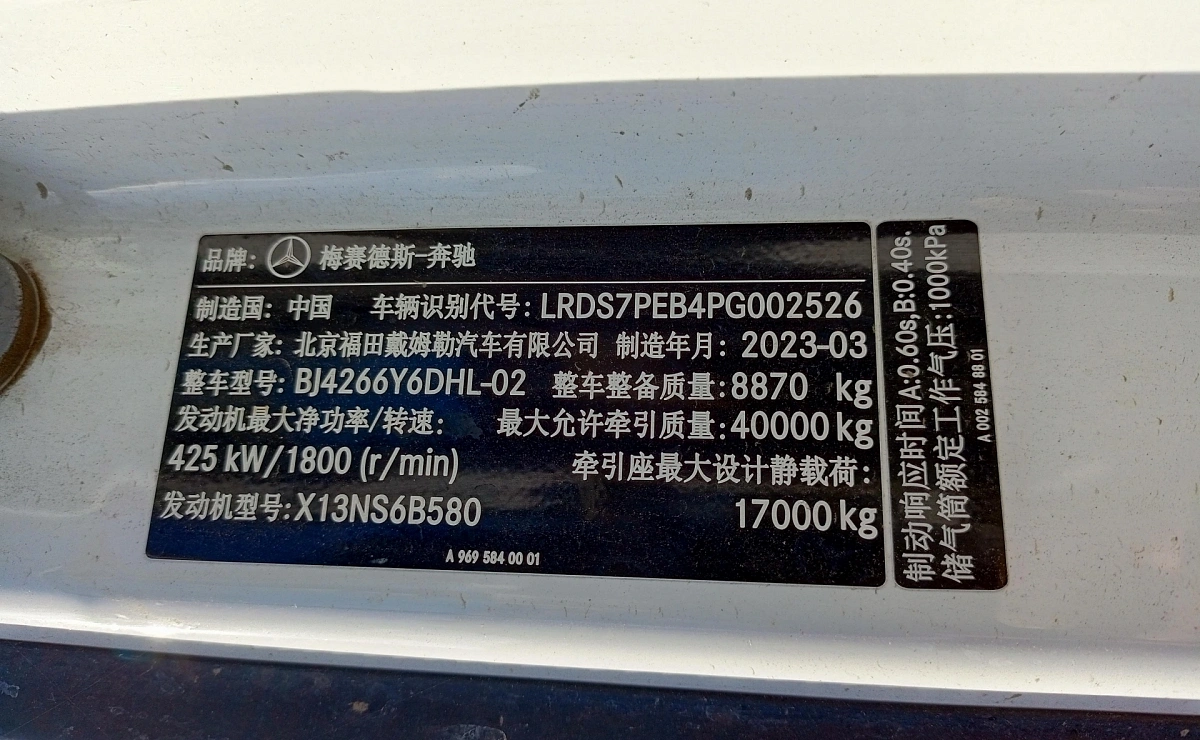 品牌: 梅赛德斯-奔驰
制造国: 中国 车辆识别代号: LRDS7PEB4PG002526
生产厂家: 北京福田戴姆勒汽车有限公司 制造年月: 2023-03
整车型号: BJ4266Y6DHL-02 整车整备质量:8870 kg
发动机最大净功率/转速: 最大允许牵引质量:40000 kg
425 kW/1800 (r/min) 牵引座最大设计静载荷:
发动机型号:X13NS6B580 17000 kg
A 969 584 00 01
制动响应时间A:0.60s,B:0.40s.
储气筒额定工作气压:1000kPa
A 002 584 88 01